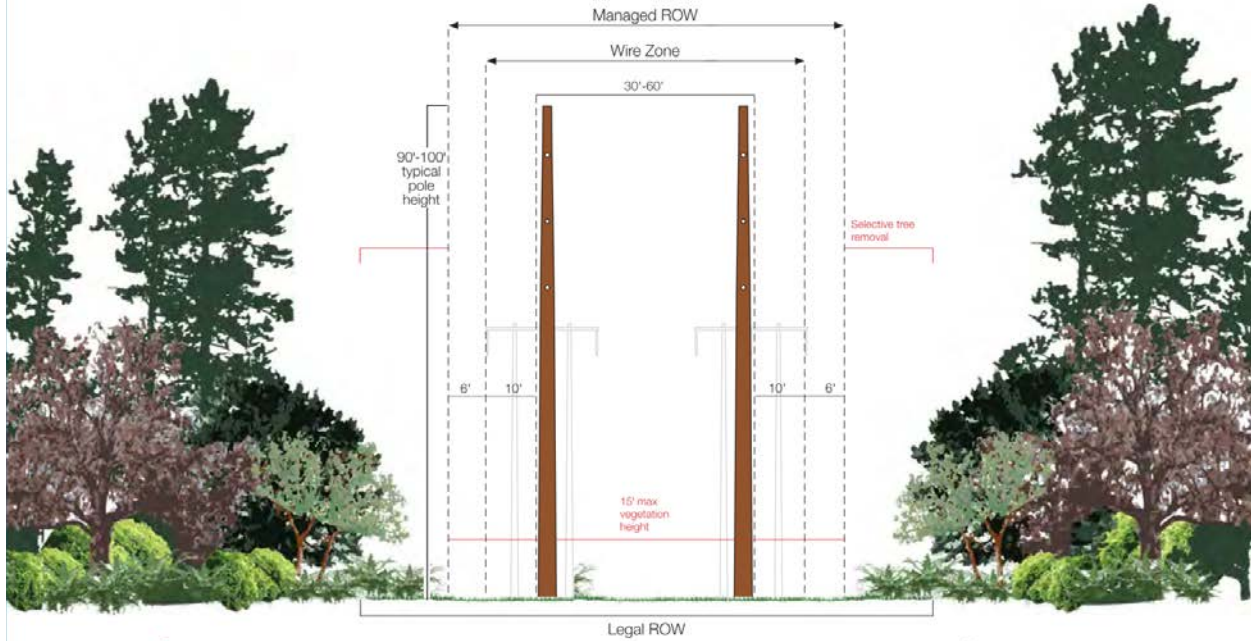 Managed ROW
Wire Zone
30'-60'
90'-100'
typical
pole
height
Selective tree
removal
6'
10'
10'
6'
15' max
vegetation
height
Legal ROW